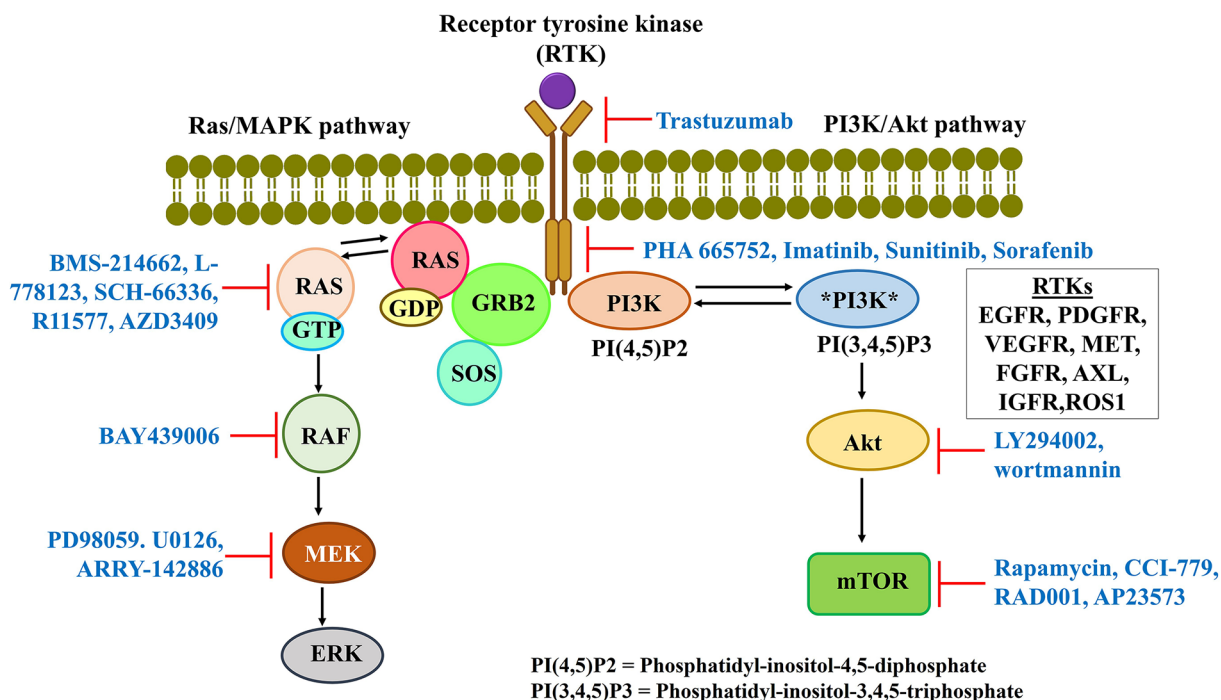 Receptor tyrosine kinase
(RTK)
Ras/MAPK pathway
Trastuzumab
PI3K/Akt pathway
BMS-214662, L-
778123, SCH-66336,
R11577, AZD3409
RAS
GTP
RAS
GDP
GRB2
SOS
PHA 665752, Imatinib, Sunitinib, Sorafenib
PI3K
PI(4,5)P2
*PI3K*
PI(3,4,5)P3
RTKs
EGFR, PDGFR,
VEGFR, MET,
FGFR, AXL,
IGFR,ROS1
BAY439006
RAF
Akt
LY294002,
wortmannin
PD98059. U0126,
ARRY-142886
MEK
mTOR
Rapamycin, CCI-779,
RAD001, AP23573
ERK
PI(4,5)P2 = Phosphatidyl-inositol-4,5-diphosphate
PI(3,4,5)P3 = Phosphatidyl-inositol-3,4,5-triphosphate